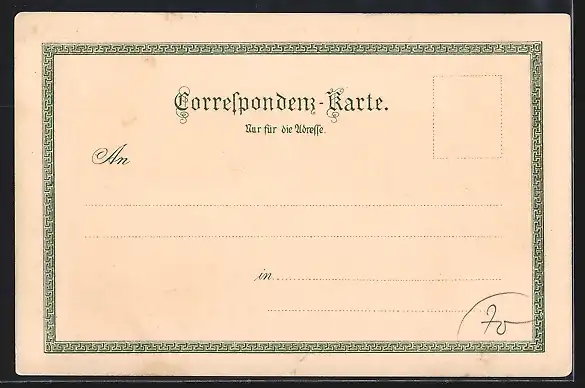 Correſpondenz-Karte.
Nur für die Adreſſe.
An
in
70